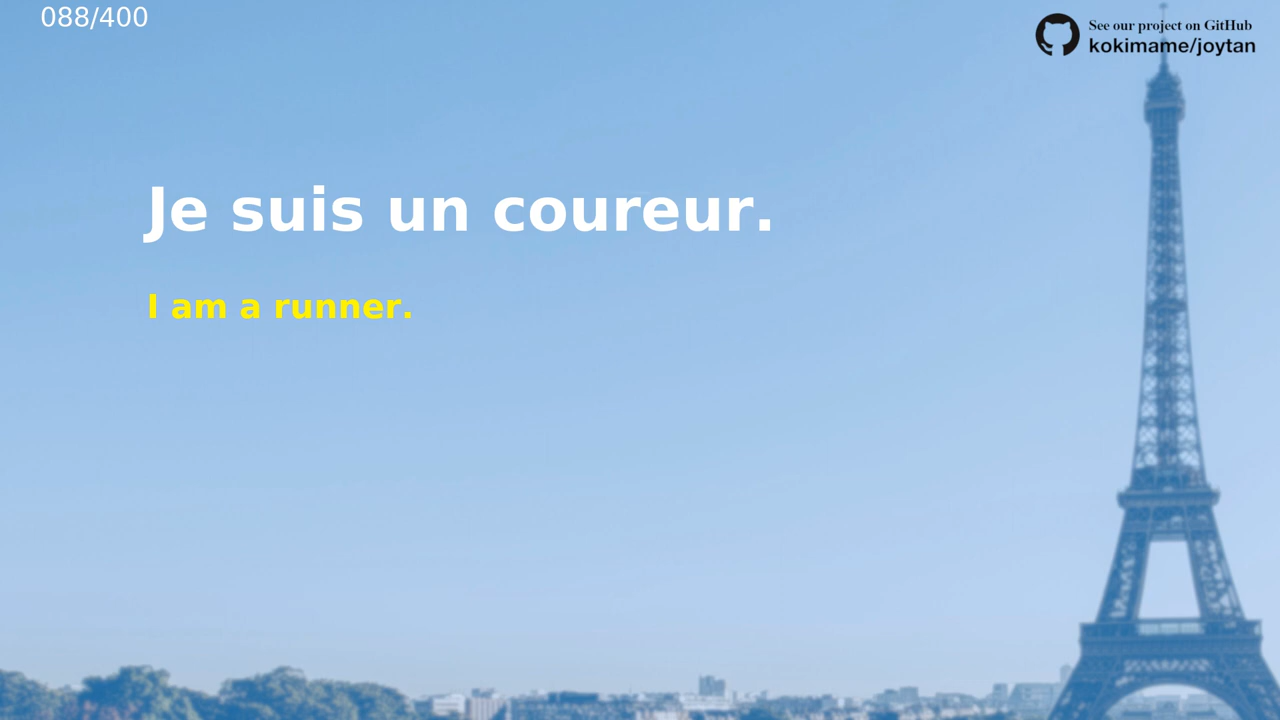 088/400
See our project on GitHub
kokimame/joytan
Je suis un coureur.
I am a runner.